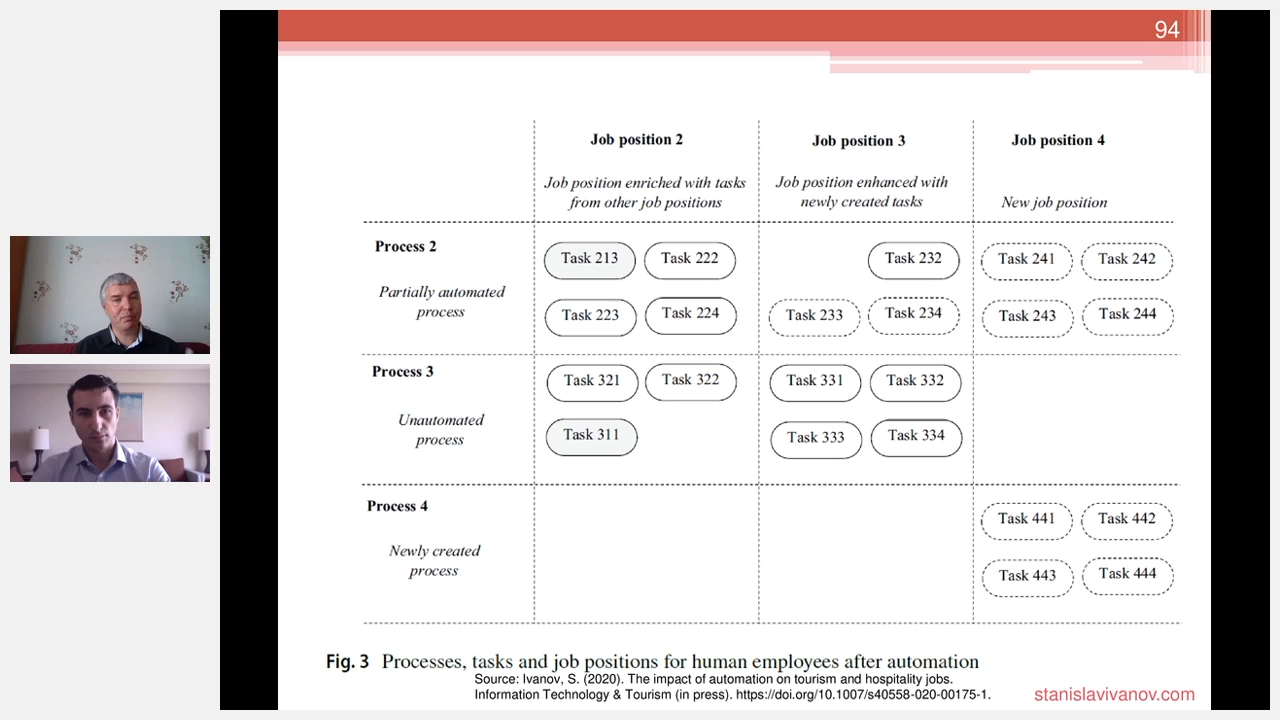 94
Job position 2
Job position 3
Job position 4
Job position enriched with tasks
from other job positions
Job position enhanced with
newly created tasks
New job position
Process 2
Partially automated
process
Task 213
Task 222
Task 232
Task 241
Task 242
Task 223
Task 224
Task 233
Task 234
Task 243
Task 244
Process 3
Unautomated
process
Task 321
Task 322
Task 331
Task 332
Task 311
Task 333
Task 334
Process 4
Newly created
process
Task 441
Task 442
Task 443
Task 444
Fig. 3 Processes, tasks and job positions for human employees after automation
Source: Ivanov, S. (2020). The impact of automation on tourism and hospitality jobs.
Information Technology & Tourism (in press). https://doi.org/10.1007/s40558-020-00175-1.
stanislavivanov.com